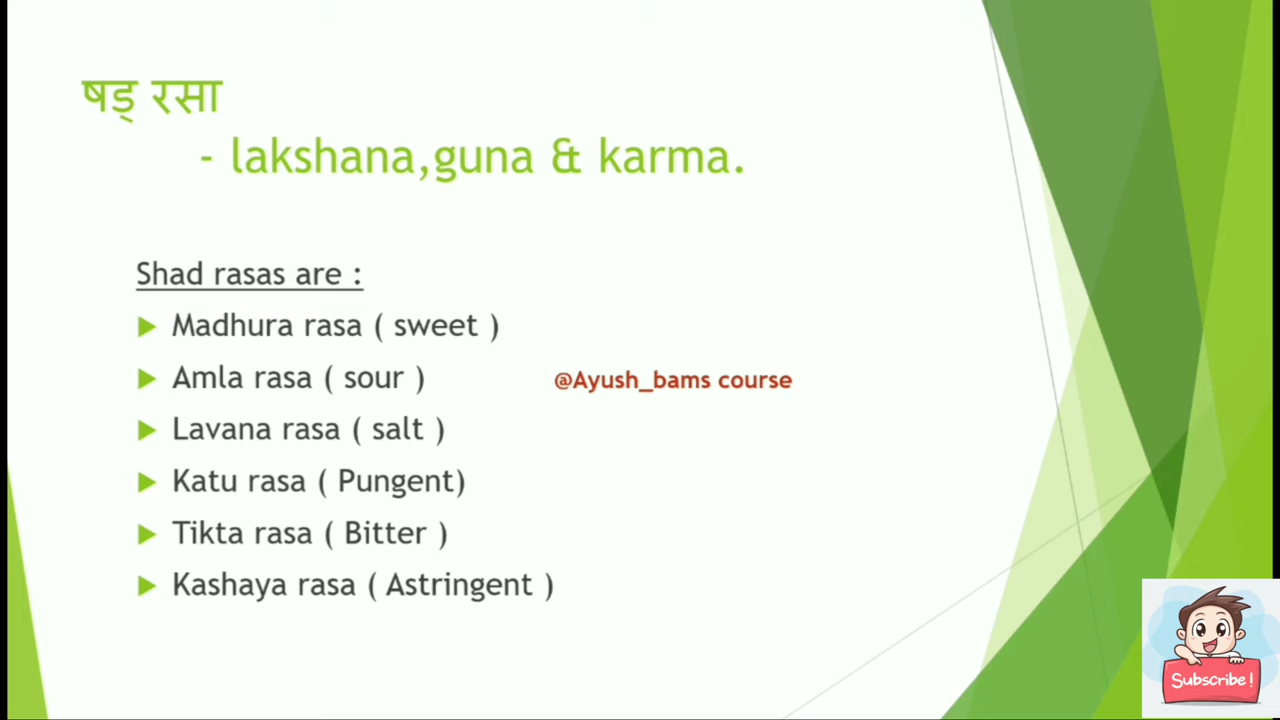 षड् रसा
- lakshana,guna & karma.
Shad rasas are :
Madhura rasa ( sweet )
Amla rasa ( sour )
@Ayush_bams course
Lavana rasa ( salt )
Katu rasa ( Pungent)
Tikta rasa ( Bitter )
Kashaya rasa ( Astringent )
Subscribe !